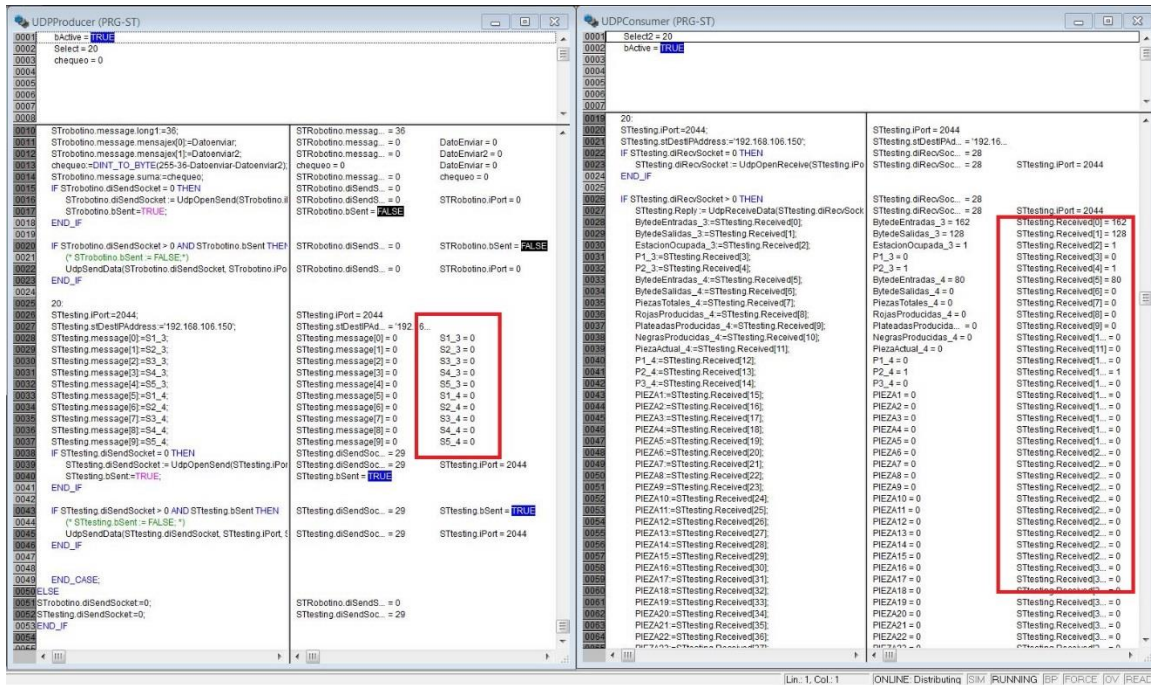 UDPProducer (PRG-ST)
0001 bActive = TRUE
0002 Select = 20
0003 chequeo = 0
0004
0005
0006
0007
0008
0010 STrobotino.message.long1:=36; STRobotino.messag... = 36
0011 STrobotino.message.mensajex[0]:=Datoenviar; STRobotino.messag... = 0 DatoEnviar = 0
0012 STrobotino.message.mensajex[1]:=Datoenviar2; STRobotino.messag... = 0 DatoEnviar2 = 0
0013 chequeo:=DINT_TO_BYTE(255-36-Datoenviar-Datoenviar2); chequeo = 0 DatoEnviar = 0
0014 STrobotino.message.suma:=chequeo; STRobotino.messag... = 0 chequeo = 0
0015 IF STrobotino.diSendSocket = 0 THEN STRobotino.diSendS... = 0
0016 STrobotino.diSendSocket := UdpOpenSend(STrobotino.i STRobotino.diSendS... = 0 STRobotino.iPort = 0
0017 STrobotino.bSent:=TRUE; STRobotino.bSent = FALSE
0018 END_IF
0019
0020 IF STrobotino.diSendSocket > 0 AND STrobotino.bSent THEN STRobotino.diSendS... = 0 STRobotino.bSent = FALSE
0021 (* STrobotino.bSent := FALSE;*)
0022 UdpSendData(STrobotino.diSendSocket, STrobotino.iPo STRobotino.diSendS... = 0 STRobotino.iPort = 0
0023 END_IF
0024
0025 20:
0026 STtesting.iPort:=2044; STtesting.iPort = 2044
0027 STtesting.stDestIPAddress:='192.168.106.150'; STtesting.stDestIPAd... = '192.16...
0028 STtesting.message[0]:=S1_3; STtesting.message[0] = 0 S1_3 = 0
0029 STtesting.message[1]:=S2_3; STtesting.message[1] = 0 S2_3 = 0
0030 STtesting.message[2]:=S3_3; STtesting.message[2] = 0 S3_3 = 0
0031 STtesting.message[3]:=S4_3; STtesting.message[3] = 0 S4_3 = 0
0032 STtesting.message[4]:=S5_3; STtesting.message[4] = 0 S5_3 = 0
0033 STtesting.message[5]:=S1_4; STtesting.message[5] = 0 S1_4 = 0
0034 STtesting.message[6]:=S2_4; STtesting.message[6] = 0 S2_4 = 0
0035 STtesting.message[7]:=S3_4; STtesting.message[7] = 0 S3_4 = 0
0036 STtesting.message[8]:=S4_4; STtesting.message[8] = 0 S4_4 = 0
0037 STtesting.message[9]:=S5_4; STtesting.message[9] = 0 S5_4 = 0
0038 IF STtesting.diSendSocket = 0 THEN STtesting.diSendSoc... = 29
0039 STtesting.diSendSocket := UdpOpenSend(STtesting.iPor STtesting.diSendSoc... = 29 STtesting.iPort = 2044
0040 STtesting.bSent:=TRUE; STtesting.bSent = TRUE
0041 END_IF
0042
0043 IF STtesting.diSendSocket > 0 AND STtesting.bSent THEN STtesting.diSendSoc... = 29 STtesting.bSent = TRUE
0044 (* STtesting.bSent := FALSE; *)
0045 UdpSendData(STtesting.diSendSocket, STtesting.iPort, STtesting.diSendSoc... = 29 STtesting.iPort = 2044
0046 END_IF
0047
0048
0049 END_CASE;
0050 ELSE
0051 STrobotino.diSendSocket:=0; STRobotino.diSendS... = 0
0052 STtesting.diSendSocket:=0; STtesting.diSendSoc... = 29
0053 END_IF
0054
UDPConsumer (PRG-ST)
0001 Select2 = 20
0002 bActive = TRUE
0003
0004
0005
0006
0007
0019 20:
0020 STtesting.iPort:=2044; STtesting.iPort = 2044
0021 STtesting.stDestIPAddress:='192.168.106.150'; STtesting.stDestIPAd... = '192.16...
0022 IF STtesting.diRecvSocket = 0 THEN STtesting.diRecvSoc... = 28
0023 STtesting.diRecvSocket := UdpOpenReceive(STtesting.iPo STtesting.diRecvSoc... = 28 STtesting.iPort = 2044
0024 END_IF
0025
0026 IF STtesting.diRecvSocket > 0 THEN STtesting.diRecvSoc... = 28
0027 STtesting.Reply := UdpReceiveData(STtesting.diRecvSock STtesting.diRecvSoc... = 28 STtesting.iPort = 2044
0028 BytedeEntradas_3:=STtesting.Received[0]; BytedeEntradas_3 = 162 STtesting.Received[0] = 162
0029 BytedeSalidas_3:=STtesting.Received[1]; BytedeSalidas_3 = 128 STtesting.Received[1] = 128
0030 EstacionOcupada_3:=STtesting.Received[2]; EstacionOcupada_3 = 1 STtesting.Received[2] = 1
0031 P1_3:=STtesting.Received[3]; P1_3 = 0 STtesting.Received[3] = 0
0032 P2_3:=STtesting.Received[4]; P2_3 = 1 STtesting.Received[4] = 1
0033 BytedeEntradas_4:=STtesting.Received[5]; BytedeEntradas_4 = 80 STtesting.Received[5] = 80
0034 BytedeSalidas_4:=STtesting.Received[6]; BytedeSalidas_4 = 0 STtesting.Received[6] = 0
0035 PiezasTotales_4:=STtesting.Received[7]; PiezasTotales_4 = 0 STtesting.Received[7] = 0
0036 RojasProducidas_4:=STtesting.Received[8]; RojasProducidas_4 = 0 STtesting.Received[8] = 0
0037 PlateadasProducidas_4:=STtesting.Received[9]; PlateadasProducida... = 0 STtesting.Received[9] = 0
0038 NegrasProducidas_4:=STtesting.Received[10]; NegrasProducidas_4 = 0 STtesting.Received[1... = 0
0039 PiezaActual_4:=STtesting.Received[11]; PiezaActual_4 = 0 STtesting.Received[11] = 0
0040 P1_4:=STtesting.Received[12]; P1_4 = 0 STtesting.Received[1... = 0
0041 P2_4:=STtesting.Received[13]; P2_4 = 1 STtesting.Received[1... = 1
0042 P3_4:=STtesting.Received[14]; P3_4 = 0 STtesting.Received[1... = 0
0043 PIEZA1:=STtesting.Received[15]; PIEZA1 = 0 STtesting.Received[1... = 0
0044 PIEZA2:=STtesting.Received[16]; PIEZA2 = 0 STtesting.Received[1... = 0
0045 PIEZA3:=STtesting.Received[17]; PIEZA3 = 0 STtesting.Received[1... = 0
0046 PIEZA4:=STtesting.Received[18]; PIEZA4 = 0 STtesting.Received[1... = 0
0047 PIEZA5:=STtesting.Received[19]; PIEZA5 = 0 STtesting.Received[1... = 0
0048 PIEZA6:=STtesting.Received[20]; PIEZA6 = 0 STtesting.Received[2... = 0
0049 PIEZA7:=STtesting.Received[21]; PIEZA7 = 0 STtesting.Received[2... = 0
0050 PIEZA8:=STtesting.Received[22]; PIEZA8 = 0 STtesting.Received[2... = 0
0051 PIEZA9:=STtesting.Received[23]; PIEZA9 = 0 STtesting.Received[2... = 0
0052 PIEZA10:=STtesting.Received[24]; PIEZA10 = 0 STtesting.Received[2... = 0
0053 PIEZA11:=STtesting.Received[25]; PIEZA11 = 0 STtesting.Received[2... = 0
0054 PIEZA12:=STtesting.Received[26]; PIEZA12 = 0 STtesting.Received[2... = 0
0055 PIEZA13:=STtesting.Received[27]; PIEZA13 = 0 STtesting.Received[2... = 0
0056 PIEZA14:=STtesting.Received[28]; PIEZA14 = 0 STtesting.Received[2... = 0
0057 PIEZA15:=STtesting.Received[29]; PIEZA15 = 0 STtesting.Received[2... = 0
0058 PIEZA16:=STtesting.Received[30]; PIEZA16 = 0 STtesting.Received[3... = 0
0059 PIEZA17:=STtesting.Received[31]; PIEZA17 = 0 STtesting.Received[3... = 0
0060 PIEZA18:=STtesting.Received[32]; PIEZA18 = 0 STtesting.Received[3... = 0
0061 PIEZA19:=STtesting.Received[33]; PIEZA19 = 0 STtesting.Received[3... = 0
0062 PIEZA20:=STtesting.Received[34]; PIEZA20 = 0 STtesting.Received[3... = 0
0063 PIEZA21:=STtesting.Received[35]; PIEZA21 = 0 STtesting.Received[3... = 0
0064 PIEZA22:=STtesting.Received[36]; PIEZA22 = 0 STtesting.Received[3... = 0
Lin.: 1, Col.: 1 ONLINE: Distributing SIM RUNNING BP FORCE OV READ